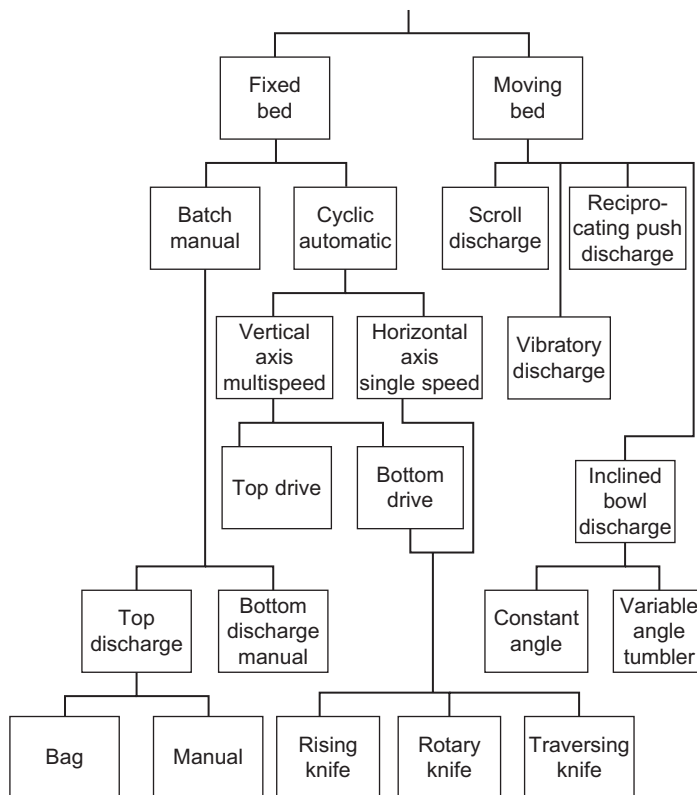 Fixed
bed
Moving
bed
Batch
manual
Cyclic
automatic
Scroll
discharge
Recipro-
cating push
discharge
Vertical
axis
multispeed
Horizontal
axis
single speed
Vibratory
discharge
Top drive
Bottom
drive
Inclined
bowl
discharge
Top
discharge
Bottom
discharge
manual
Constant
angle
Variable
angle
tumbler
Bag
Manual
Rising
knife
Rotary
knife
Traversing
knife